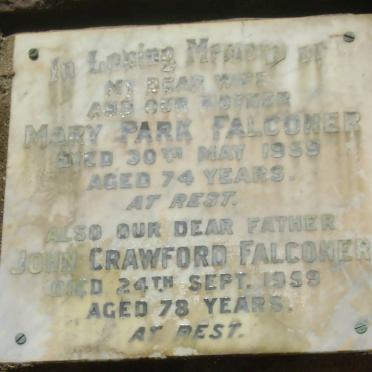 In Loving Memory of
MY DEAR WIFE
AND OUR MOTHER
MARY PARK FALCONER
DIED 30TH MAY 1959
AGED 74 YEARS.
AT REST.
ALSO OUR DEAR FATHER
JOHN CRAWFORD FALCONER
DIED 24TH SEPT. 1959
AGED 78 YEARS.
AT REST.